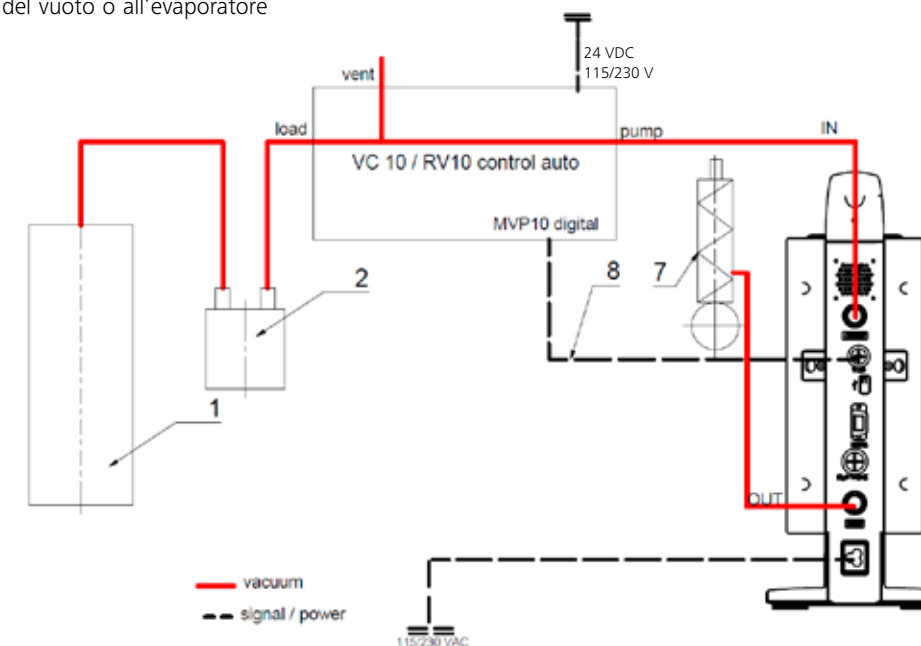 del vuoto o all'evaporatore
24 VDC
115/230 V
vent
load
pump
IN
VC 10 / RV10 control auto
MVP10 digital
8
7
2
1
OUT
vacuum
signal / power
115/230 VAC